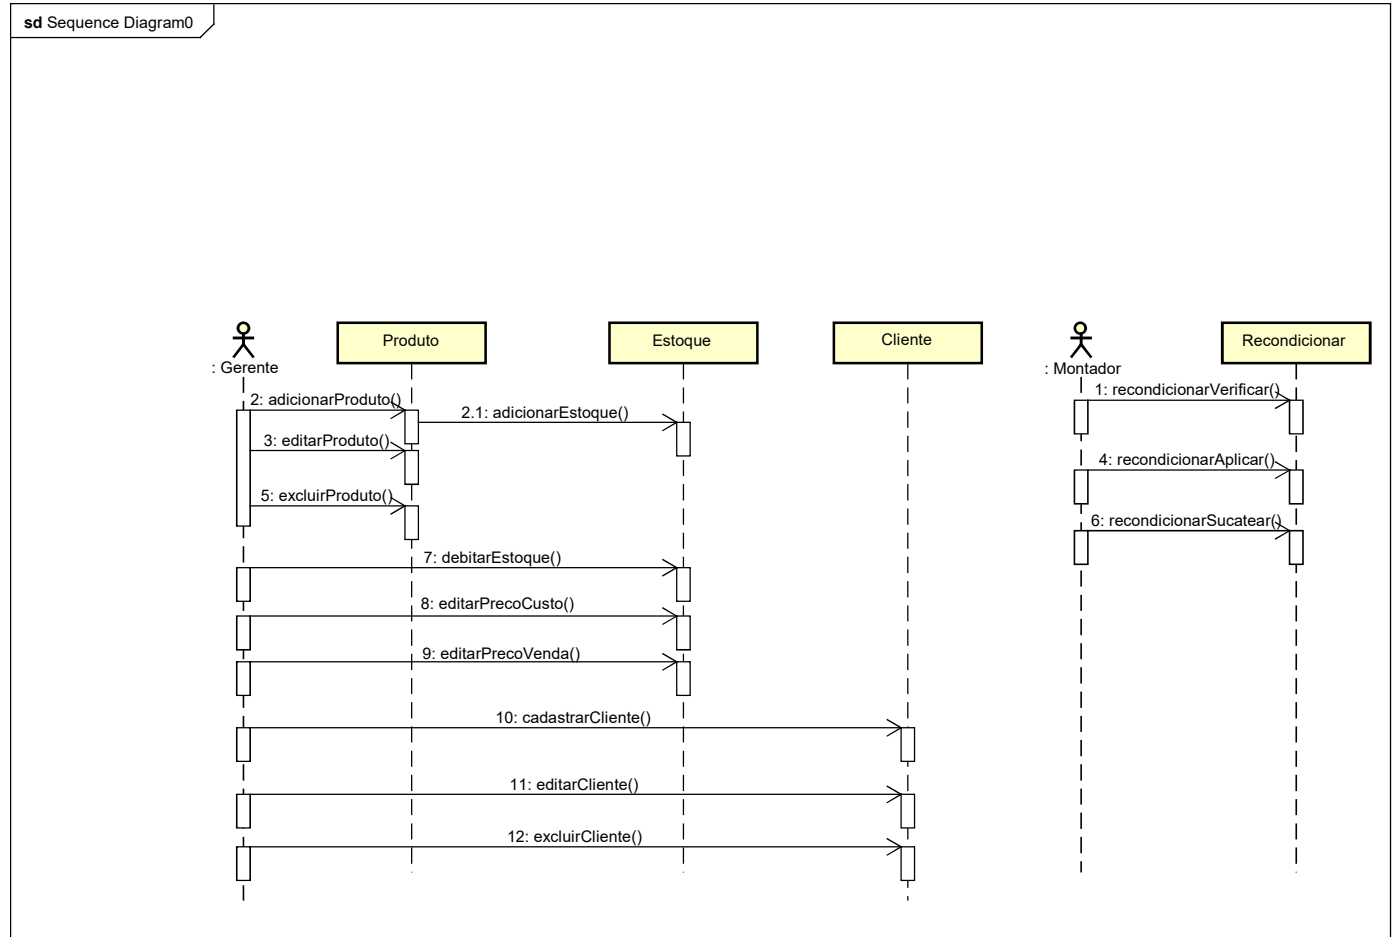 sd Sequence Diagram0
Produto
Estoque
Cliente
Recondicionar
: Gerente
: Montador
1: recondicionarVerificar()
2: adicionarProduto()
2.1: adicionarEstoque()
3: editarProduto()
4: recondicionarAplicar()
5: excluirProduto()
6: recondicionarSucatear()
7: debitarEstoque()
8: editarPrecoCusto()
9: editarPrecoVenda()
10: cadastrarCliente()
11: editarCliente()
12: excluirCliente()